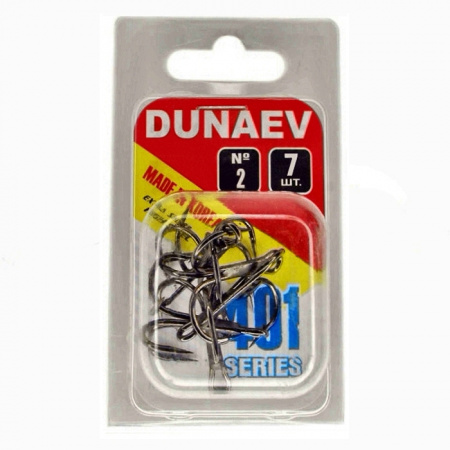 DUNAEV
№ 2
7 ШТ.
MADE IN KOREA
401
SERIES